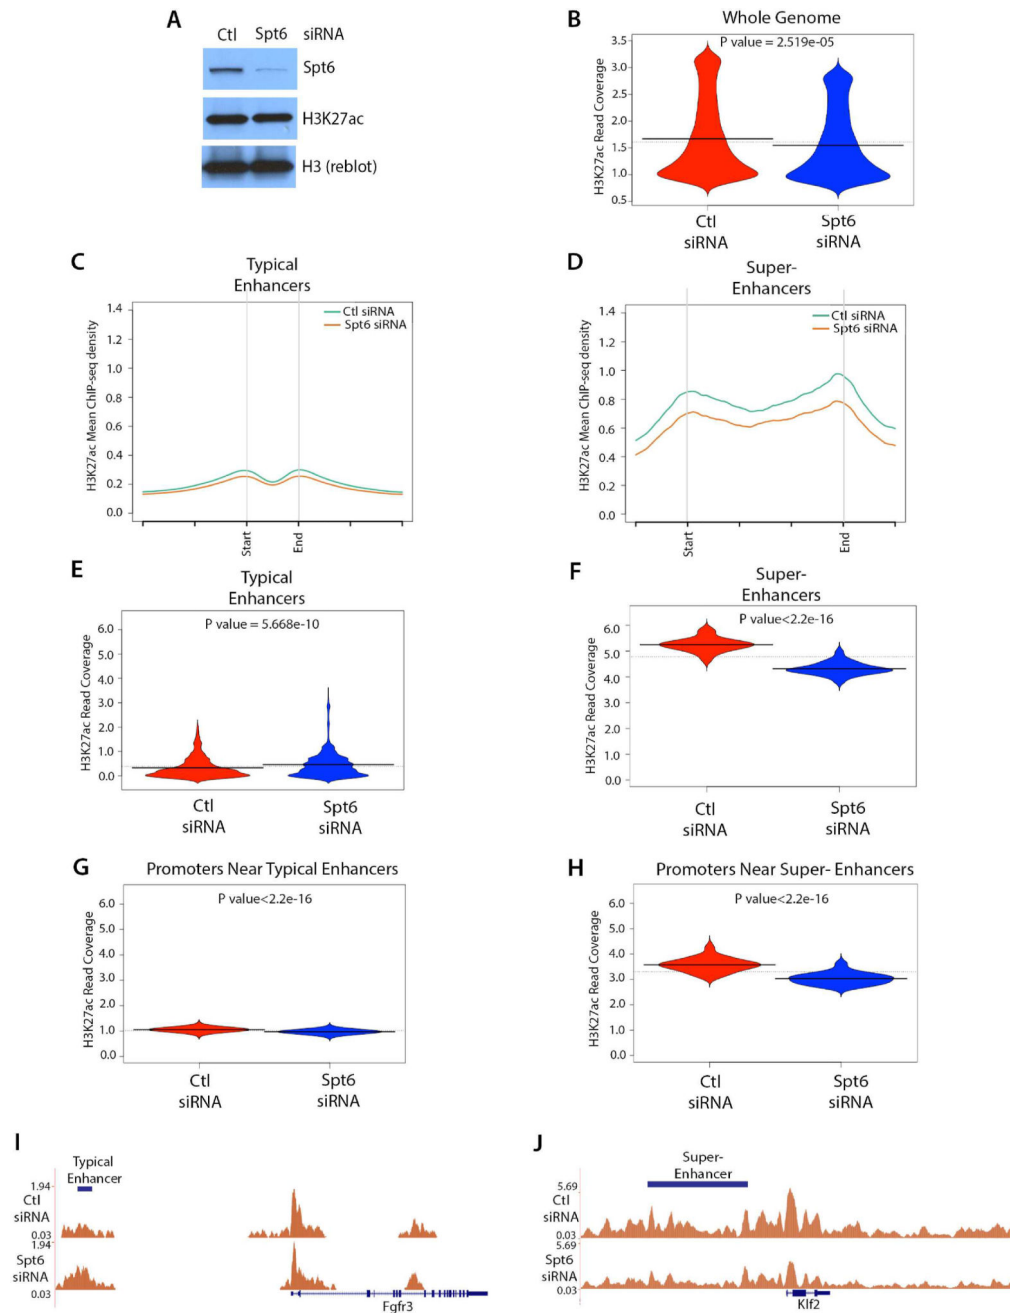 A
Ctl Spt6 siRNA
Spt6
H3K27ac
H3 (reblot)
B
Whole Genome
P value = 2.519e-05
H3K27ac Read Coverage
3.5
3.0
2.5
2.0
1.5
1.0
0.5
Ctl
siRNA
Spt6
siRNA
C
Typical
Enhancers
Ctl siRNA
Spt6 siRNA
H3K27ac Mean ChIP-seq density
1.4
1.2
1.0
0.8
0.6
0.4
0.2
0.0
Start
End
D
Super-
Enhancers
Ctl siRNA
Spt6 siRNA
H3K27ac Mean ChIP-seq density
1.4
1.2
1.0
0.8
0.6
0.4
0.2
0.0
Start
End
E
Typical
Enhancers
P value = 5.668e-10
H3K27ac Read Coverage
6.0
5.0
4.0
3.0
2.0
1.0
0.0
Ctl
siRNA
Spt6
siRNA
F
Super-
Enhancers
P value<2.2e-16
H3K27ac Read Coverage
6.0
5.0
4.0
3.0
2.0
1.0
0.0
Ctl
siRNA
Spt6
siRNA
G
Promoters Near Typical Enhancers
P value<2.2e-16
H3K27ac Read Coverage
6.0
5.0
4.0
3.0
2.0
1.0
0.0
Ctl
siRNA
Spt6
siRNA
H
Promoters Near Super- Enhancers
P value<2.2e-16
H3K27ac Read Coverage
6.0
5.0
4.0
3.0
2.0
1.0
0.0
Ctl
siRNA
Spt6
siRNA
I
Typical
Enhancer
1.94
Ctl
siRNA
0.03
1.94
Spt6
siRNA
0.03
Fgfr3
J
Super-
Enhancer
5.69
Ctl
siRNA
0.03
5.69
Spt6
siRNA
0.03
Klf2